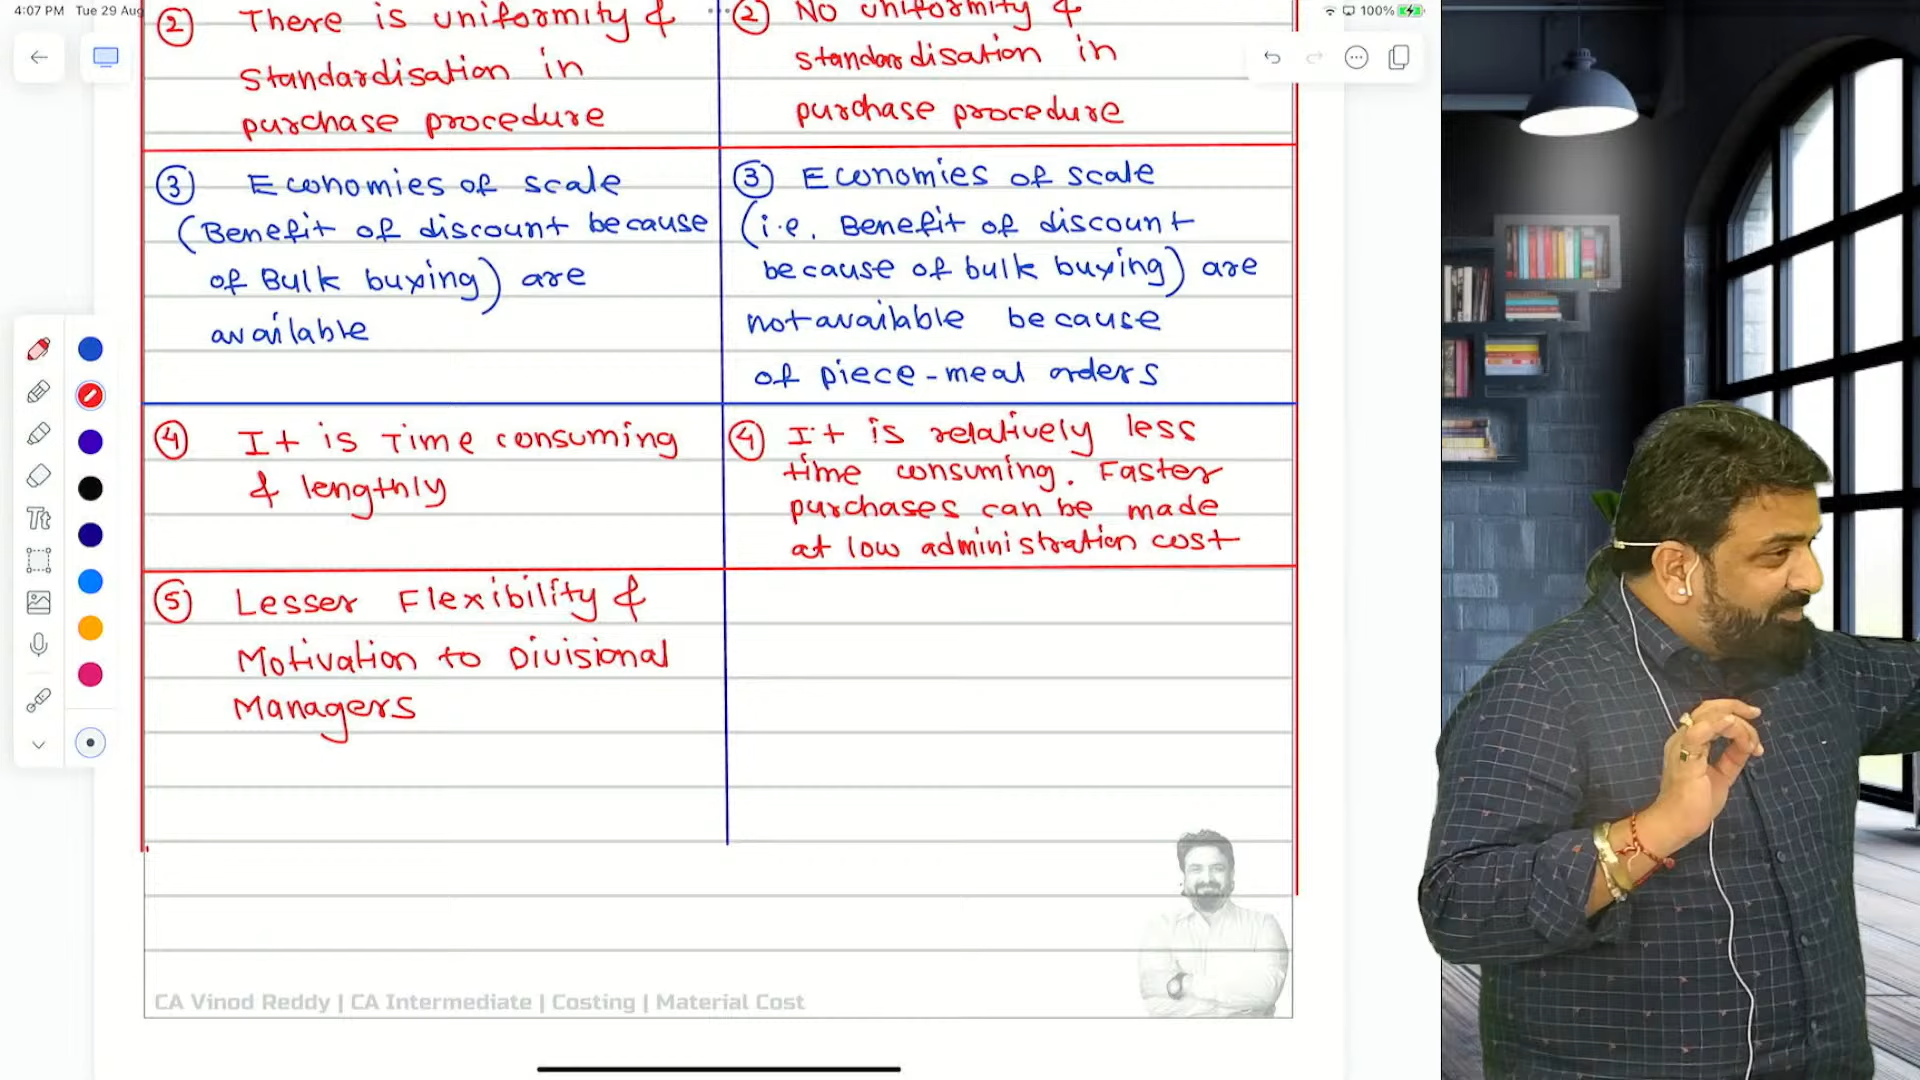 4:07 PM Tue 29 Aug
100%
② There is uniformity &
standardisation in
purchase procedure
② No uniformity &
standardisation in
purchase procedure
③ Economies of scale
(Benefit of discount because
of Bulk buying) are
available
③ Economies of scale
(i.e. Benefit of discount
because of bulk buying) are
not available because
of piece-meal orders
④ It is Time consuming
& lengthly
④ It is relatively less
time consuming. Faster
purchases can be made
at low administration cost
⑤ Lesser Flexibility &
Motivation to Divisional
Managers
Tt
CA Vinod Reddy | CA Intermediate | Costing | Material Cost